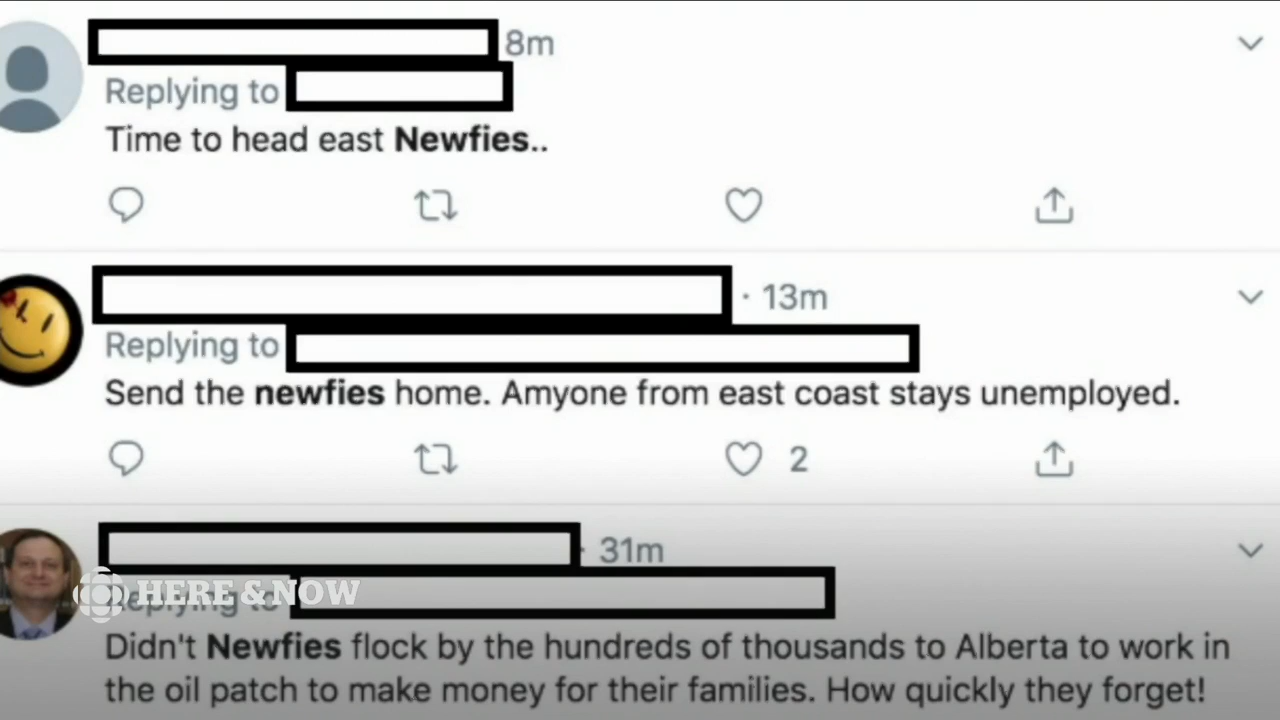 8m
Replying to
Time to head east Newfies..
· 13m
Replying to
Send the newfies home. Amyone from east coast stays unemployed.
2
· 31m
Replying to
HERE & NOW
Didn't Newfies flock by the hundreds of thousands to Alberta to work in
the oil patch to make money for their families. How quickly they forget!